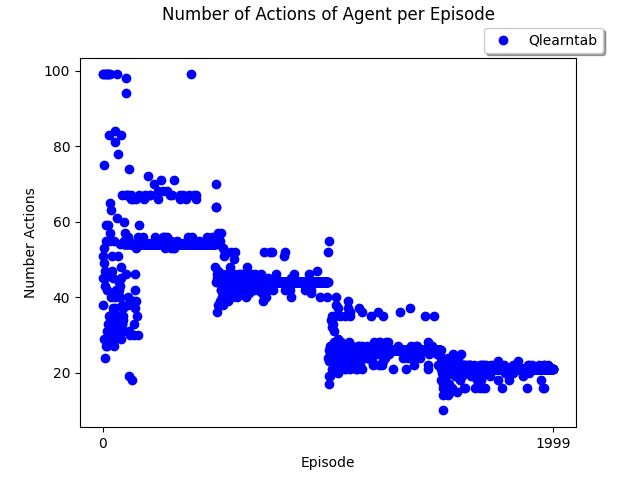 Number of Actions of Agent per Episode
Qlearntab
100
80
60
40
20
Number Actions
0
1999
Episode